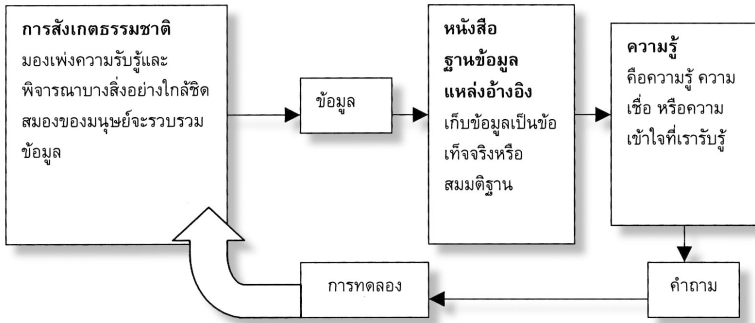 การสังเกตธรรมชาติ
มองเพ่งความรับรู้และ
พิจารณาบางสิ่งอย่างใกล้ชิด
สมองของมนุษย์จะรวบรวม
ข้อมูล
ข้อมูล
หนังสือ
ฐานข้อมูล
แหล่งอ้างอิง
เก็บข้อมูลเป็นข้อ
เท็จจริงหรือ
สมมติฐาน
ความรู้
คือความรู้ ความ
เชื่อ หรือความ
เข้าใจที่เรารับรู้
คำถาม
การทดลอง